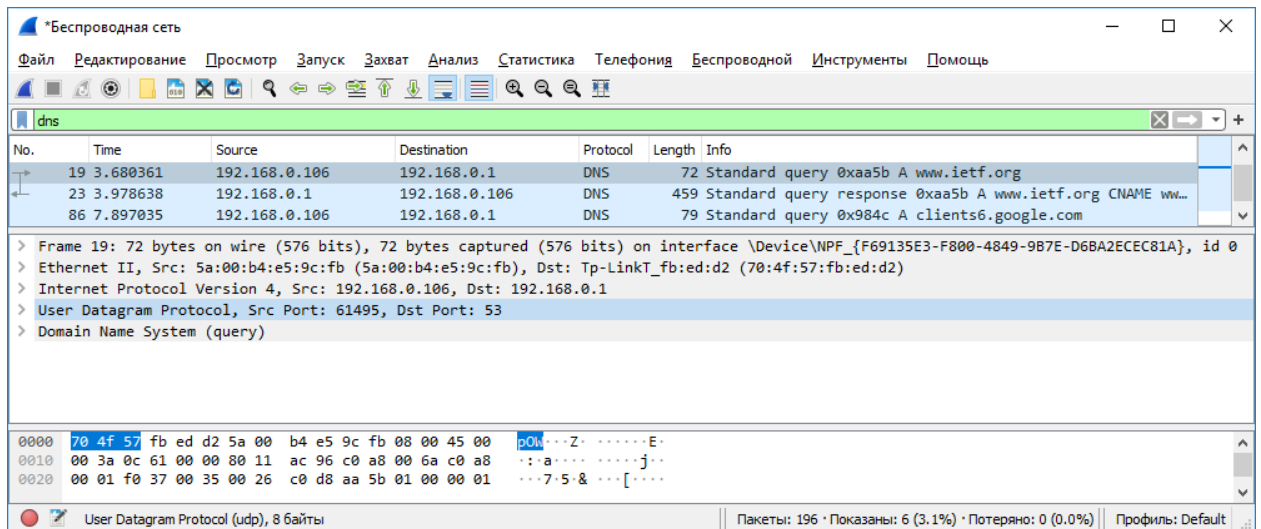 *Беспроводная сеть
Файл Редактирование Просмотр Запуск Захват Анализ Статистика Телефония Беспроводной Инструменты Помощь
dns
No. Time Source Destination Protocol Length Info
19 3.680361 192.168.0.106 192.168.0.1 DNS 72 Standard query 0xaa5b A www.ietf.org
23 3.978638 192.168.0.1 192.168.0.106 DNS 459 Standard query response 0xaa5b A www.ietf.org CNAME ww…
86 7.897035 192.168.0.106 192.168.0.1 DNS 79 Standard query 0x984c A clients6.google.com
> Frame 19: 72 bytes on wire (576 bits), 72 bytes captured (576 bits) on interface \Device\NPF_{F69135E3-F800-4849-9B7E-D6BA2ECEC81A}, id 0
> Ethernet II, Src: 5a:00:b4:e5:9c:fb (5a:00:b4:e5:9c:fb), Dst: Tp-LinkT_fb:ed:d2 (70:4f:57:fb:ed:d2)
> Internet Protocol Version 4, Src: 192.168.0.106, Dst: 192.168.0.1
> User Datagram Protocol, Src Port: 61495, Dst Port: 53
> Domain Name System (query)
0000 70 4f 57 fb ed d2 5a 00 b4 e5 9c fb 08 00 45 00 pOW···Z· ······E·
0010 00 3a 0c 61 00 00 80 11 ac 96 c0 a8 00 6a c0 a8 ·:·a···· ·····j··
0020 00 01 f0 37 00 35 00 26 c0 d8 aa 5b 01 00 00 01 ···7·5·& ···[····
User Datagram Protocol (udp), 8 байты Пакеты: 196 · Показаны: 6 (3.1%) · Потеряно: 0 (0.0%) Профиль: Default